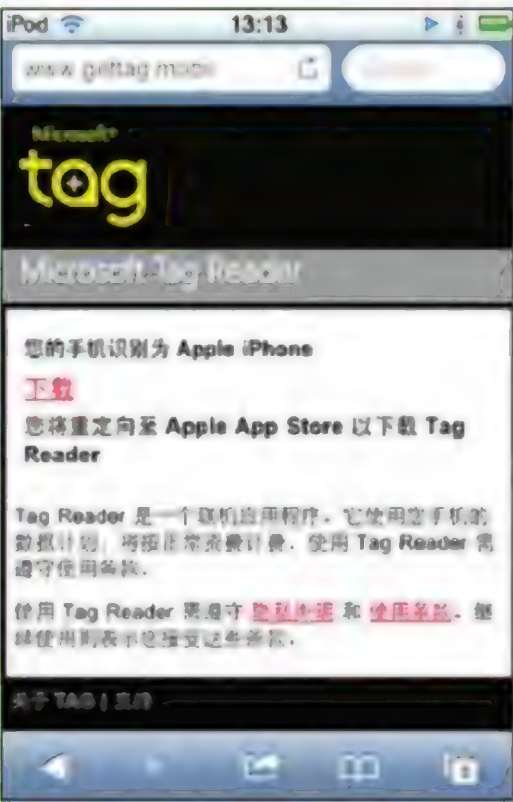 iPod
13:13
www.gettag.mobi
Microsoft®
tag
Microsoft Tag Reader
您的手机识别为 Apple iPhone
下载
您将重定向至 Apple App Store 以下载 Tag
Reader
Tag Reader 是一个联机应用程序。它使用您手机的
数据计划，将按正常资费计费。使用 Tag Reader 需
遵守使用条款。
使用 Tag Reader 需遵守 隐私声明 和 使用条款。继
续使用则表示您接受这些条款。
关于 TAG |